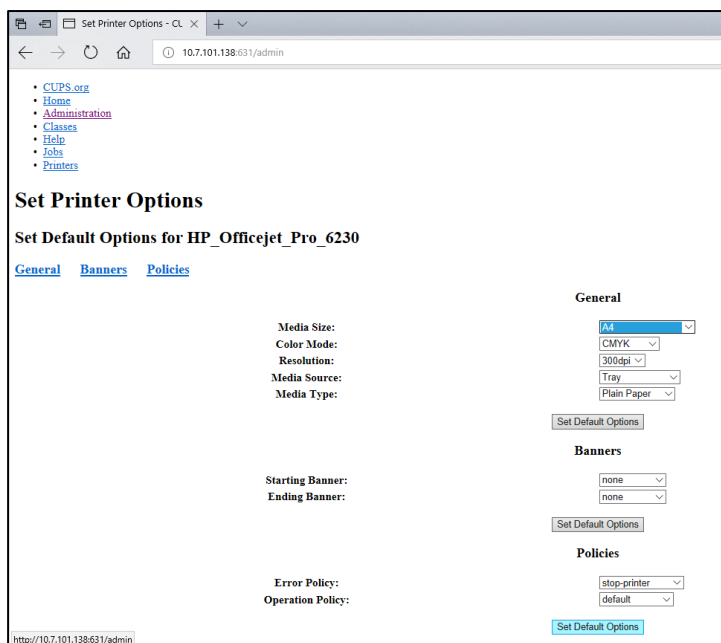 Set Printer Options - CU
10.7.101.138:631/admin
CUPS.org
Home
Administration
Classes
Help
Jobs
Printers
Set Printer Options
Set Default Options for HP_Officejet_Pro_6230
General Banners Policies
General
Media Size: A4
Color Mode: CMYK
Resolution: 300dpi
Media Source: Tray
Media Type: Plain Paper
Set Default Options
Banners
Starting Banner: none
Ending Banner: none
Set Default Options
Policies
Error Policy: stop-printer
Operation Policy: default
Set Default Options
http://10.7.101.138:631/admin